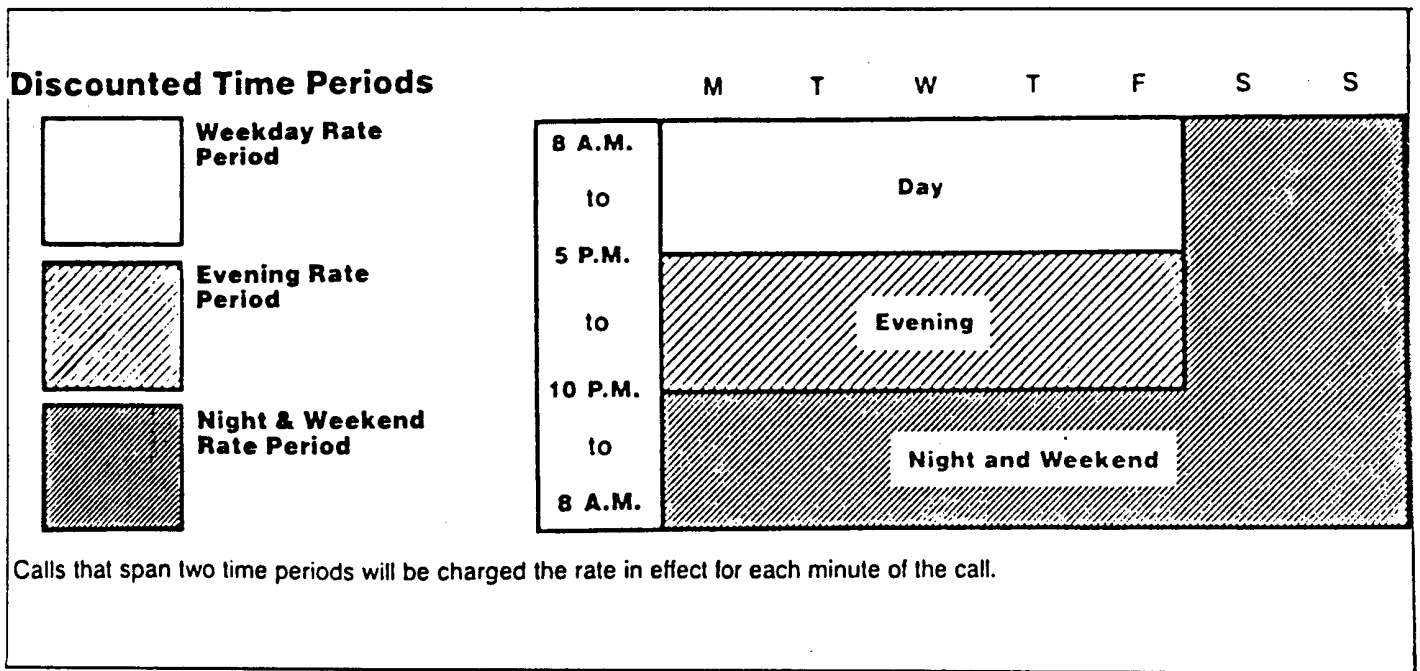 Discounted Time Periods
M T W T F S S
Weekday Rate
Period
Evening Rate
Period
Night & Weekend
Rate Period
8 A.M.
to
5 P.M.
to
10 P.M.
to
8 A.M.
Day
Evening
Night and Weekend
Calls that span two time periods will be charged the rate in effect for each minute of the call.